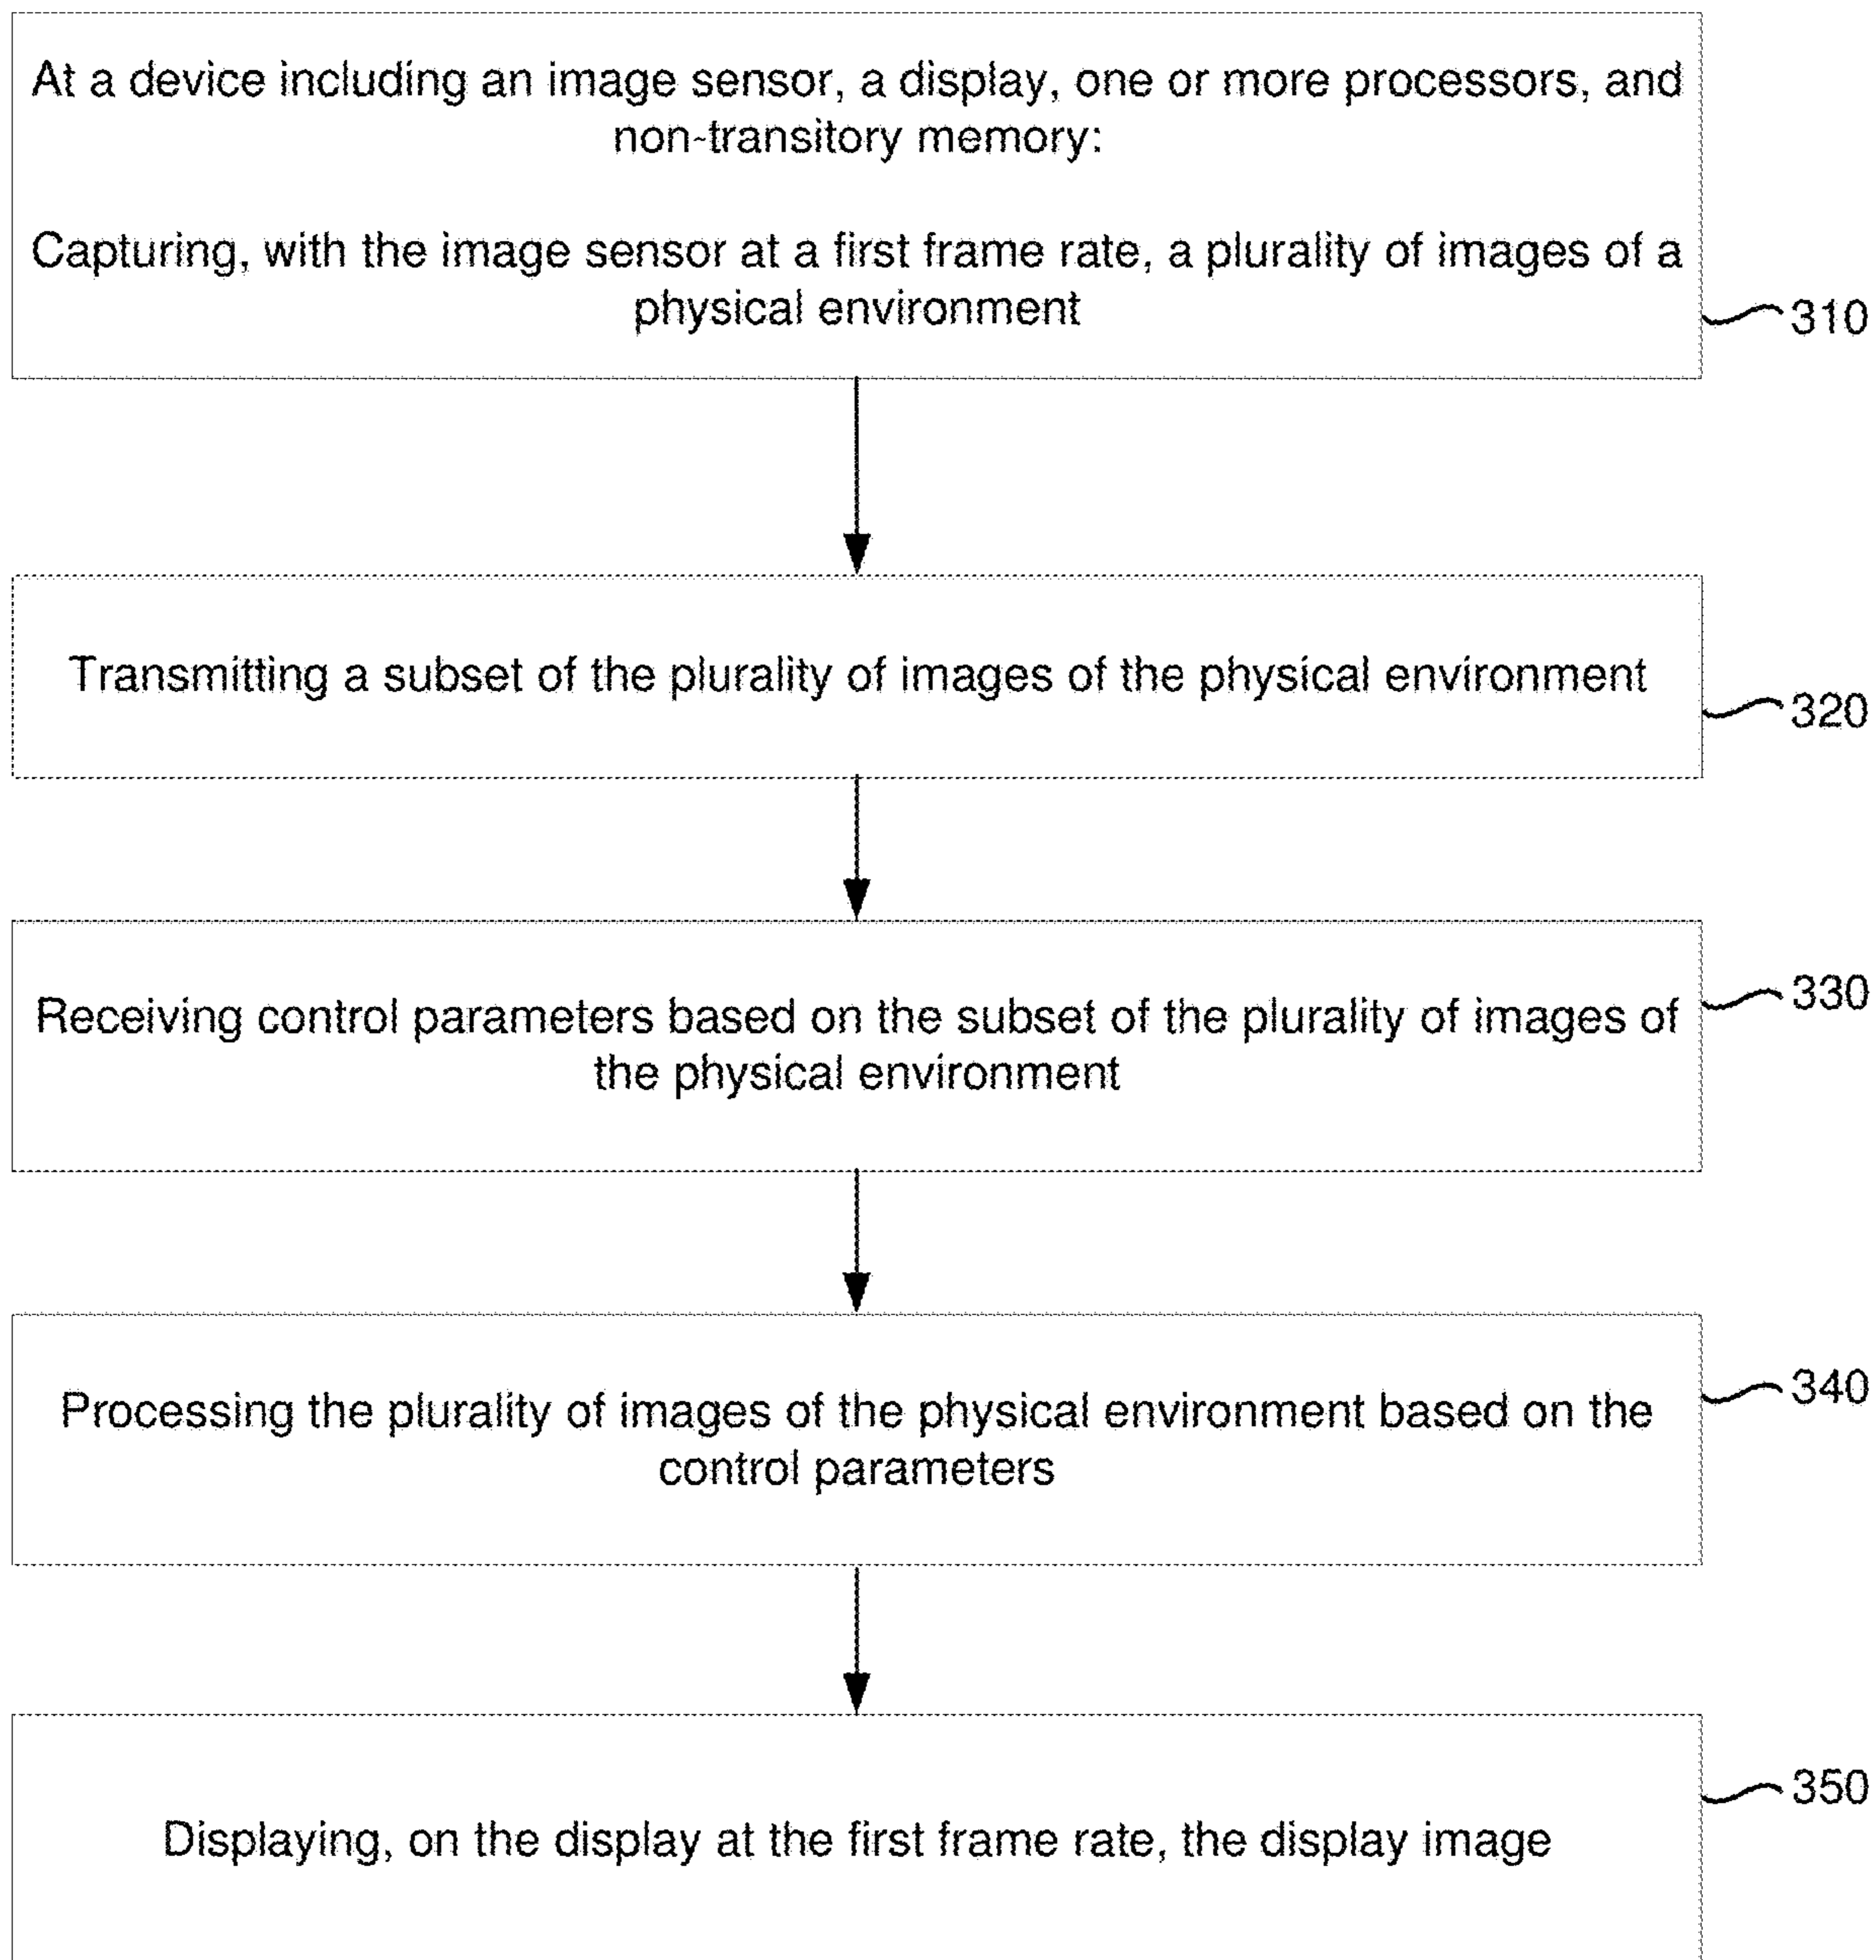 At a device including an image sensor, a display, one or more processors, and
non-transitory memory:
Capturing, with the image sensor at a first frame rate, a plurality of images of a
physical environment
310
Transmitting a subset of the plurality of images of the physical environment
320
Receiving control parameters based on the subset of the plurality of images of
the physical environment
330
Processing the plurality of images of the physical environment based on the
control parameters
340
Displaying, on the display at the first frame rate, the display image
350